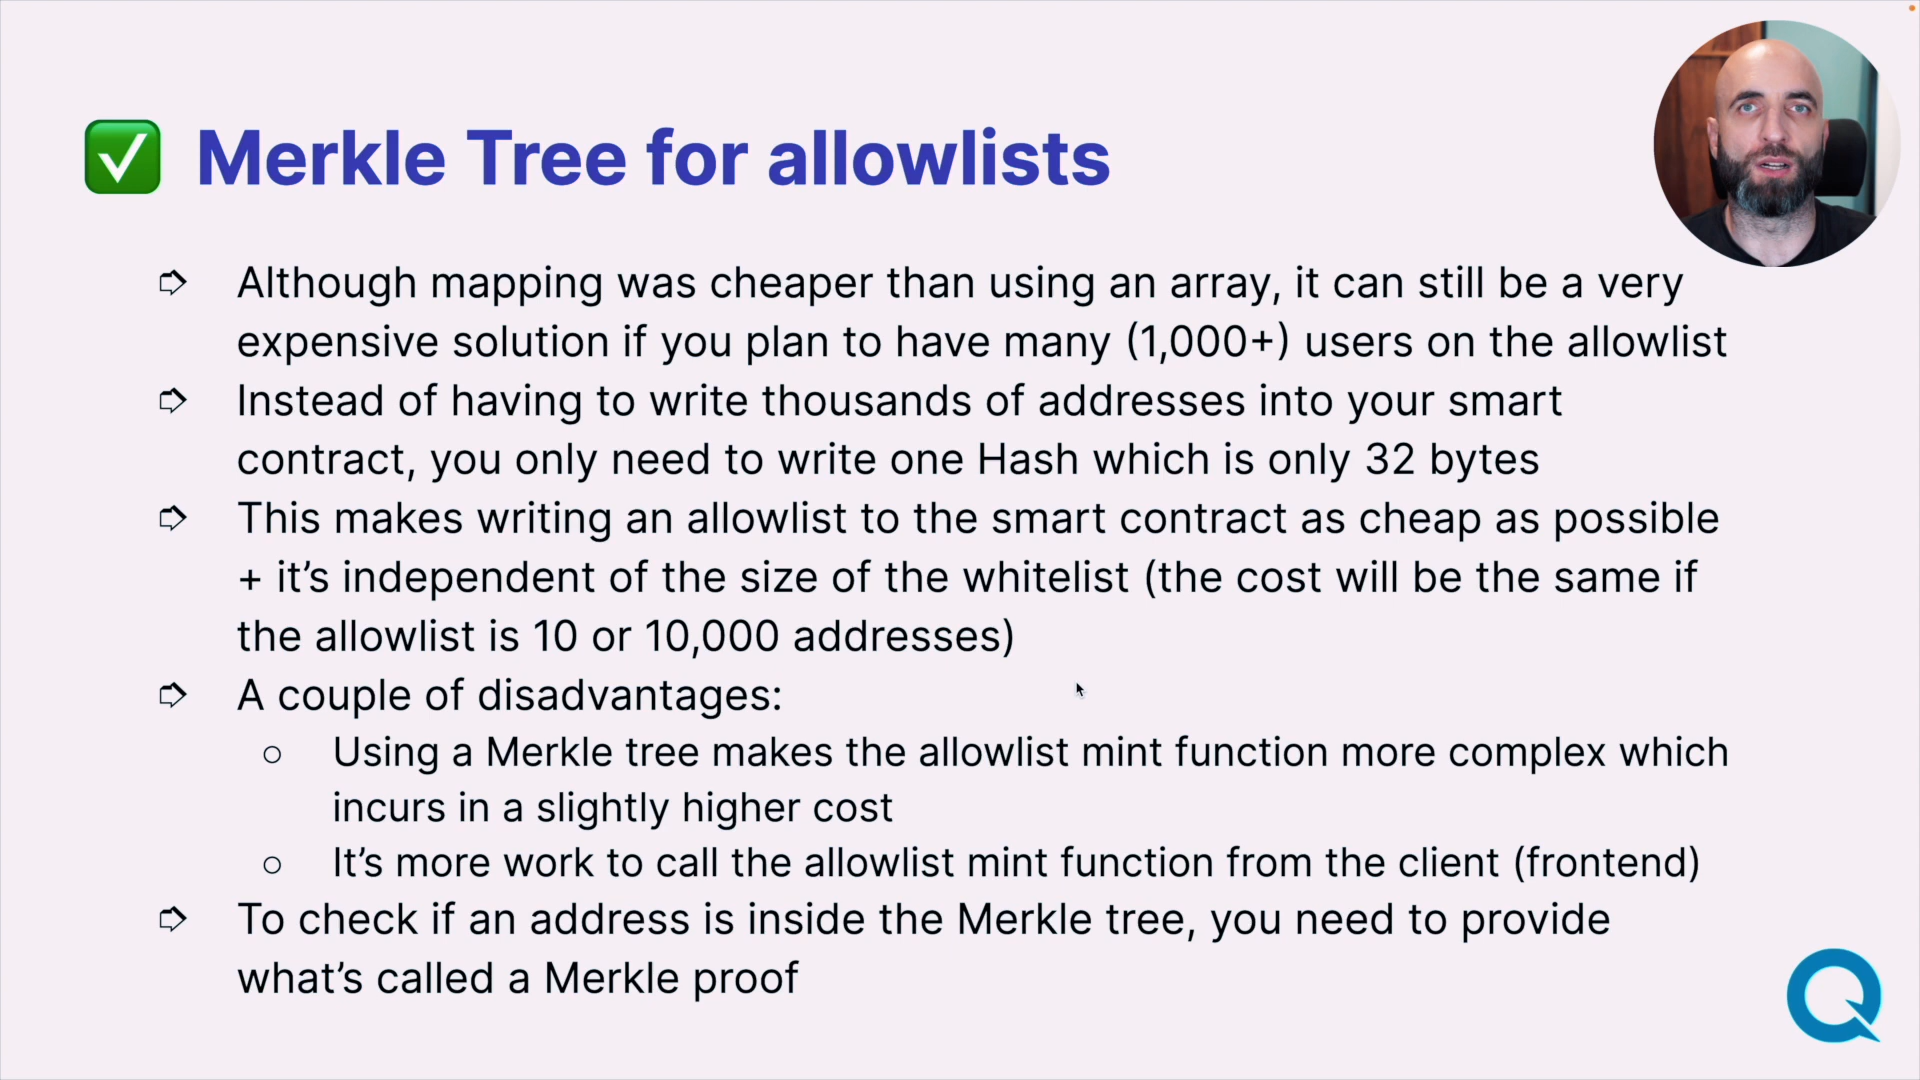 Merkle Tree for allowlists
Although mapping was cheaper than using an array, it can still be a very
expensive solution if you plan to have many (1,000+) users on the allowlist
Instead of having to write thousands of addresses into your smart
contract, you only need to write one Hash which is only 32 bytes
This makes writing an allowlist to the smart contract as cheap as possible
+ it’s independent of the size of the whitelist (the cost will be the same if
the allowlist is 10 or 10,000 addresses)
A couple of disadvantages:
Using a Merkle tree makes the allowlist mint function more complex which
incurs in a slightly higher cost
It’s more work to call the allowlist mint function from the client (frontend)
To check if an address is inside the Merkle tree, you need to provide
what’s called a Merkle proof